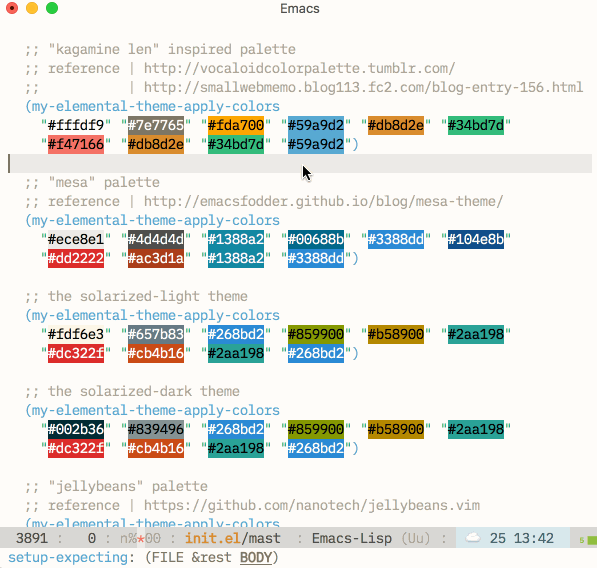 Emacs
;; "kagamine len" inspired palette
;; reference | http://vocaloidcolorpalette.tumblr.com/
;;           | http://smallwebmemo.blog113.fc2.com/blog-entry-156.html
(my-elemental-theme-apply-colors
"#fffdf9" "#7e7765" "#fda700" "#59a9d2" "#db8d2e" "#34bd7d"
"#f47166" "#db8d2e" "#34bd7d" "#59a9d2")
;; "mesa" palette
;; reference | http://emacsfodder.github.io/blog/mesa-theme/
(my-elemental-theme-apply-colors
"#ece8e1" "#4d4d4d" "#1388a2" "#00688b" "#3388dd" "#104e8b"
"#dd2222" "#ac3d1a" "#1388a2" "#3388dd")
;; the solarized-light theme
(my-elemental-theme-apply-colors
"#fdf6e3" "#657b83" "#268bd2" "#859900" "#b58900" "#2aa198"
"#dc322f" "#cb4b16" "#2aa198" "#268bd2")
;; the solarized-dark theme
(my-elemental-theme-apply-colors
"#002b36" "#839496" "#268bd2" "#859900" "#b58900" "#2aa198"
"#dc322f" "#cb4b16" "#2aa198" "#268bd2")
;; "jellybeans" palette
;; reference | https://github.com/nanotech/jellybeans.vim
(my-elemental-theme-apply-colors
3891 : 0 : n%*00 : init.el/mast : Emacs-Lisp (Uu) : 25 13:42 5
setup-expecting: (FILE &rest BODY)